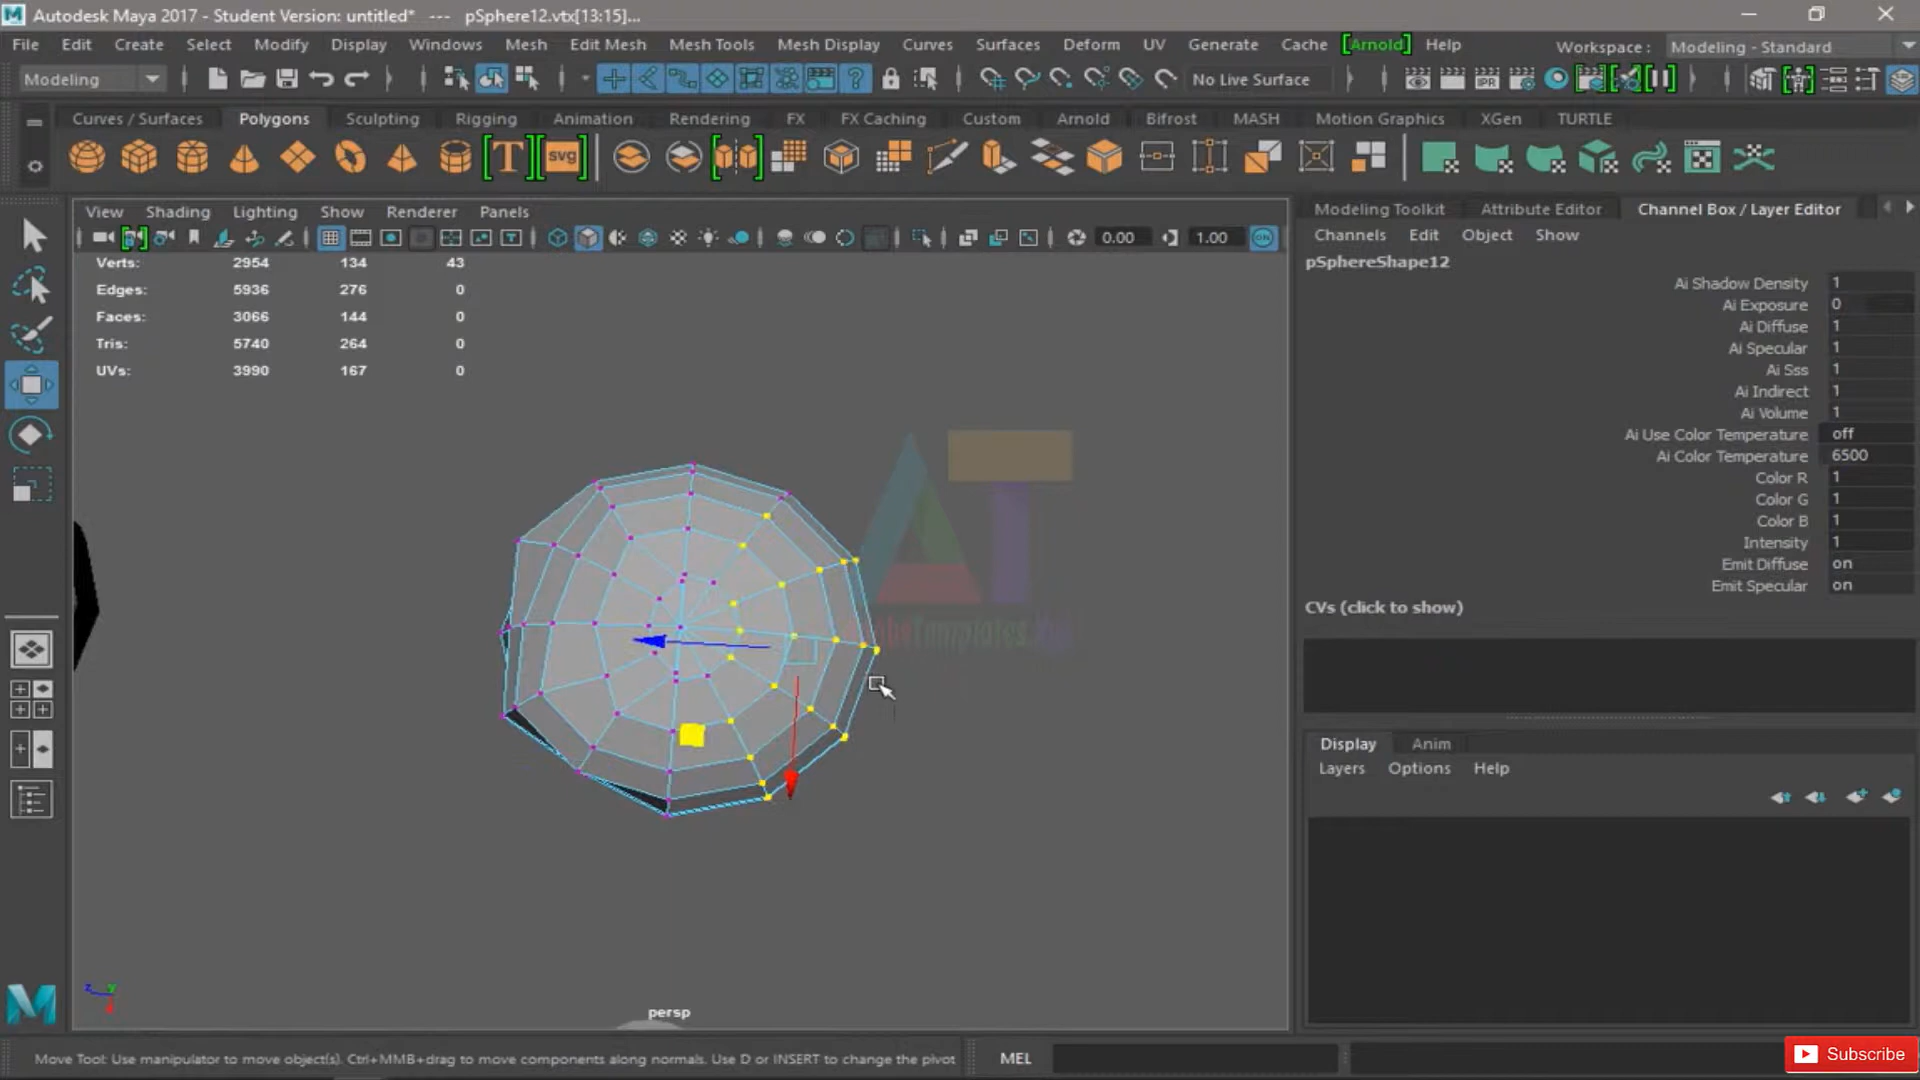 Autodesk Maya 2017 - Student Version: untitled*   ---   pSphere12.vtx[13:15]...
File Edit Create Select Modify Display Windows Mesh Edit Mesh Mesh Tools Mesh Display Curves Surfaces Deform UV Generate Cache [Arnold] Help Workspace : Modeling - Standard
Modeling No Live Surface IPR
Curves / Surfaces Polygons Sculpting Rigging Animation Rendering FX FX Caching Custom Arnold Bifrost MASH Motion Graphics XGen TURTLE
T svg
View Shading Lighting Show Renderer Panels
0.00 1.00 ON
Verts: 2954 134 43
Edges: 5936 276 0
Faces: 3066 144 0
Tris: 5740 264 0
UVs: 3990 167 0
persp
Modeling Toolkit Attribute Editor Channel Box / Layer Editor
Channels Edit Object Show
pSphereShape12
Ai Shadow Density 1
Ai Exposure 0
Ai Diffuse 1
Ai Specular 1
Ai Sss 1
Ai Indirect 1
Ai Volume 1
Ai Use Color Temperature off
Ai Color Temperature 6500
Color R 1
Color G 1
Color B 1
Intensity 1
Emit Diffuse on
Emit Specular on
CVs (click to show)
Display Anim
Layers Options Help
Move Tool: Use manipulator to move object(s). Ctrl+MMB+drag to move components along normals. Use D or INSERT to change the pivot
MEL
Subscribe